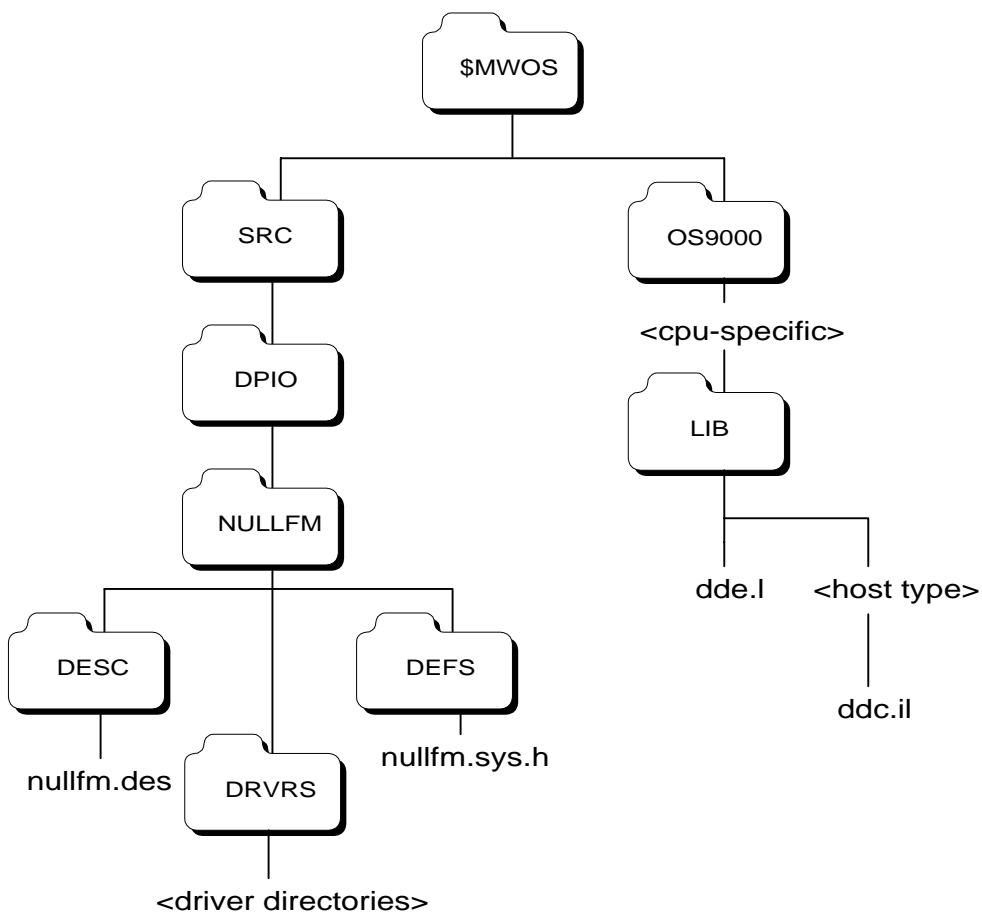 $MWOS
SRC
OS9000
<cpu-specific>
DPIO
LIB
NULLFM
dde.l
<host type>
DESC
DEFS
ddc.il
nullfm.des
nullfm.sys.h
DRVRS
<driver directories>